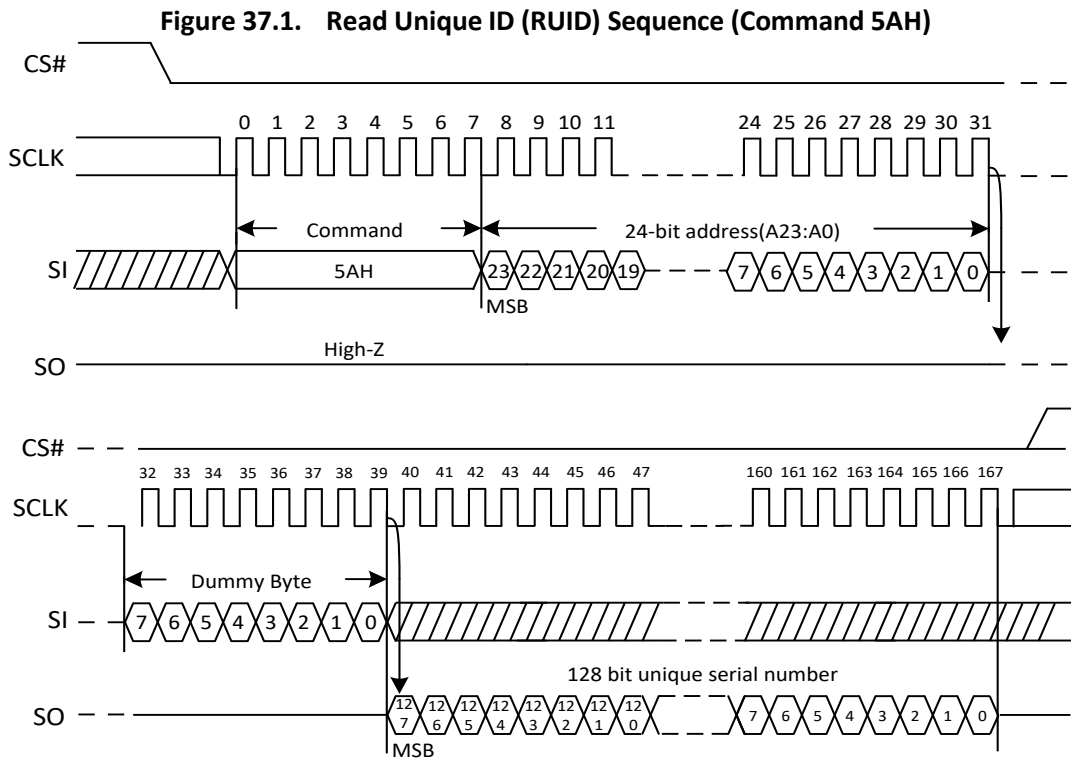 Figure 37.1. Read Unique ID (RUID) Sequence (Command 5AH)
CS#
0 1 2 3 4 5 6 7 8 9 10 11 24 25 26 27 28 29 30 31
SCLK
Command 24-bit address(A23:A0)
SI 5AH 23 22 21 20 19 7 6 5 4 3 2 1 0
MSB
High-Z
SO
CS#
32 33 34 35 36 37 38 39 40 41 42 43 44 45 46 47 160 161 162 163 164 165 166 167
SCLK
Dummy Byte
SI 7 6 5 4 3 2 1 0
128 bit unique serial number
SO 127 126 125 124 123 122 121 120 7 6 5 4 3 2 1 0
MSB